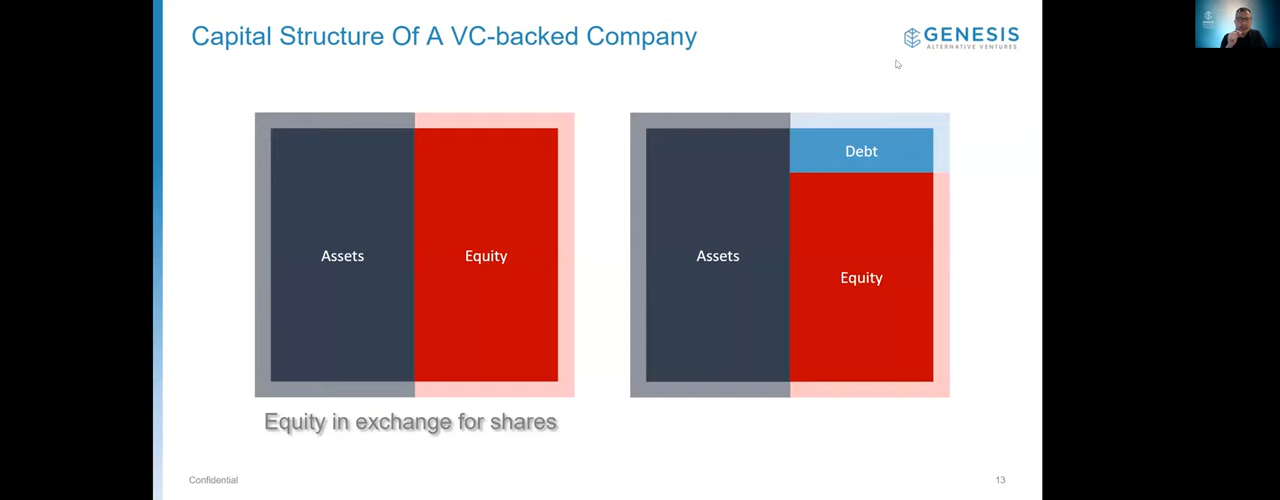 Capital Structure Of A VC-backed Company
GENESIS
ALTERNATIVE VENTURES
Assets
Equity
Debt
Assets
Equity
Equity in exchange for shares
Confidential
13